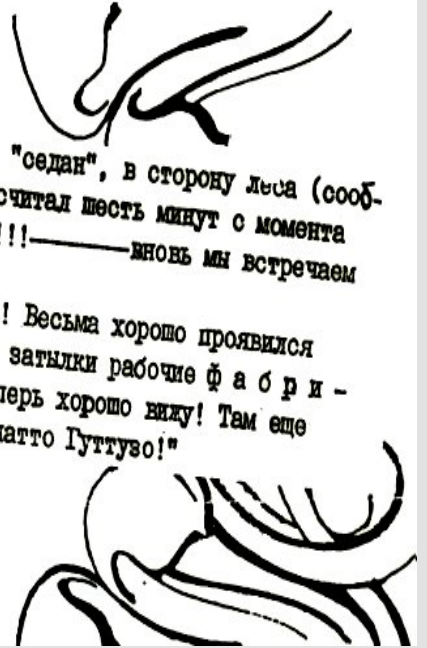 "седан", в сторону леса (сооб-
считал шесть минут с момента
!!!————вновь мы встречаем
! Весьма хорошо проявился
затылки рабочие ф а б р и -
перь хорошо вижу! Там еще
натто Гуттузо!"